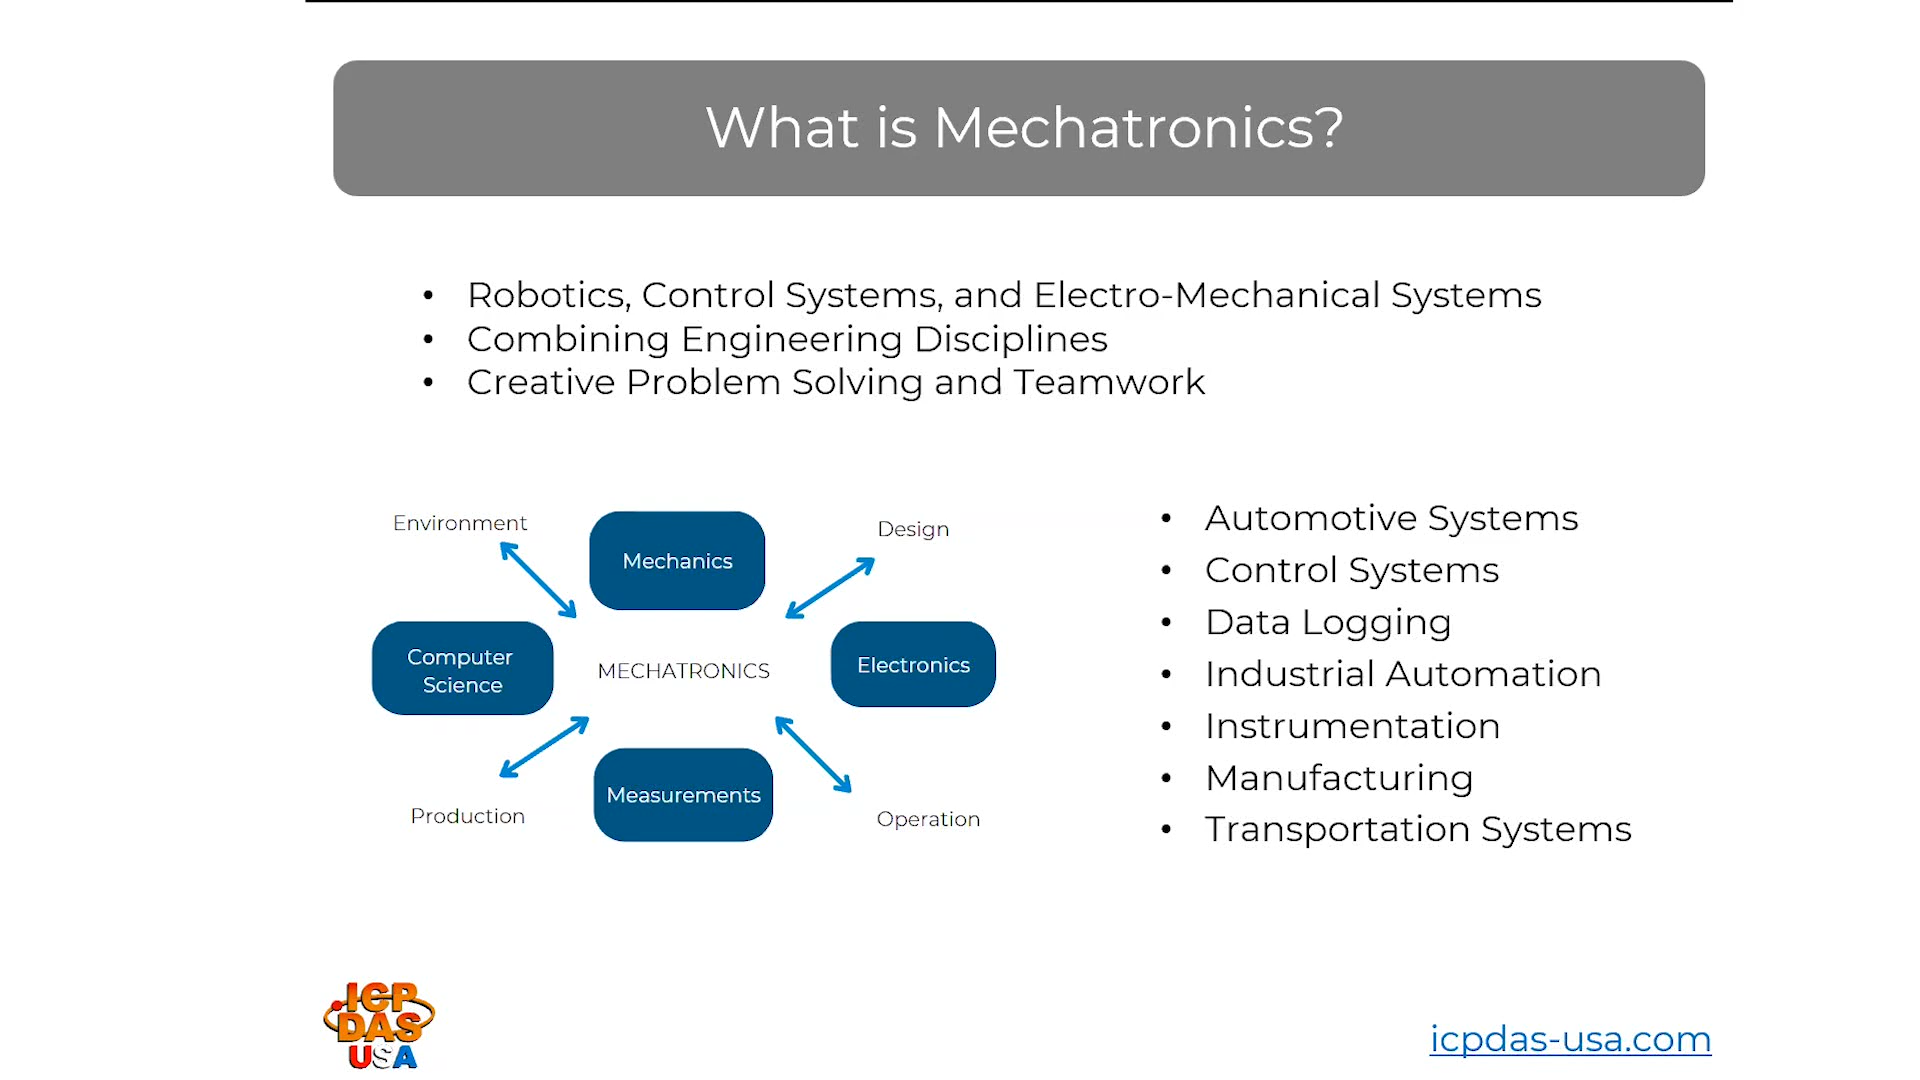 What is Mechatronics?
• Robotics, Control Systems, and Electro-Mechanical Systems
• Combining Engineering Disciplines
• Creative Problem Solving and Teamwork
Environment
Mechanics
Design
Computer
Science
MECHATRONICS
Electronics
Production
Measurements
Operation
• Automotive Systems
• Control Systems
• Data Logging
• Industrial Automation
• Instrumentation
• Manufacturing
• Transportation Systems
ICP
DAS
USA
icpdas-usa.com